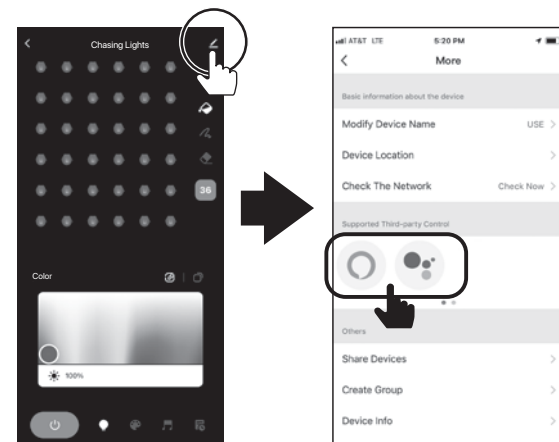 Chasing Lights
36
Color
100%
AT&T LTE 5:20 PM
More
Basic information about the device
Modify Device Name USE
Device Location
Check The Network Check Now
Supported Third-party Control
Others
Share Devices
Create Group
Device Info